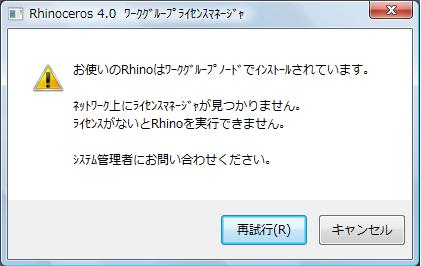 Rhinoceros 4.0 ﾜｰｸｸﾞﾙｰﾌﾟﾗｲｾﾝｽﾏﾈｰｼﾞｬ
お使いのRhinoはﾜｰｸｸﾞﾙｰﾌﾟﾉｰﾄﾞでｲﾝｽﾄｰﾙされています。
ﾈｯﾄﾜｰｸ上にﾗｲｾﾝｽﾏﾈｰｼﾞｬが見つかりません。
ﾗｲｾﾝｽがないとRhinoを実行できません。
ｼｽﾃﾑ管理者にお問い合わせください。
再試行(R)
キャンセル